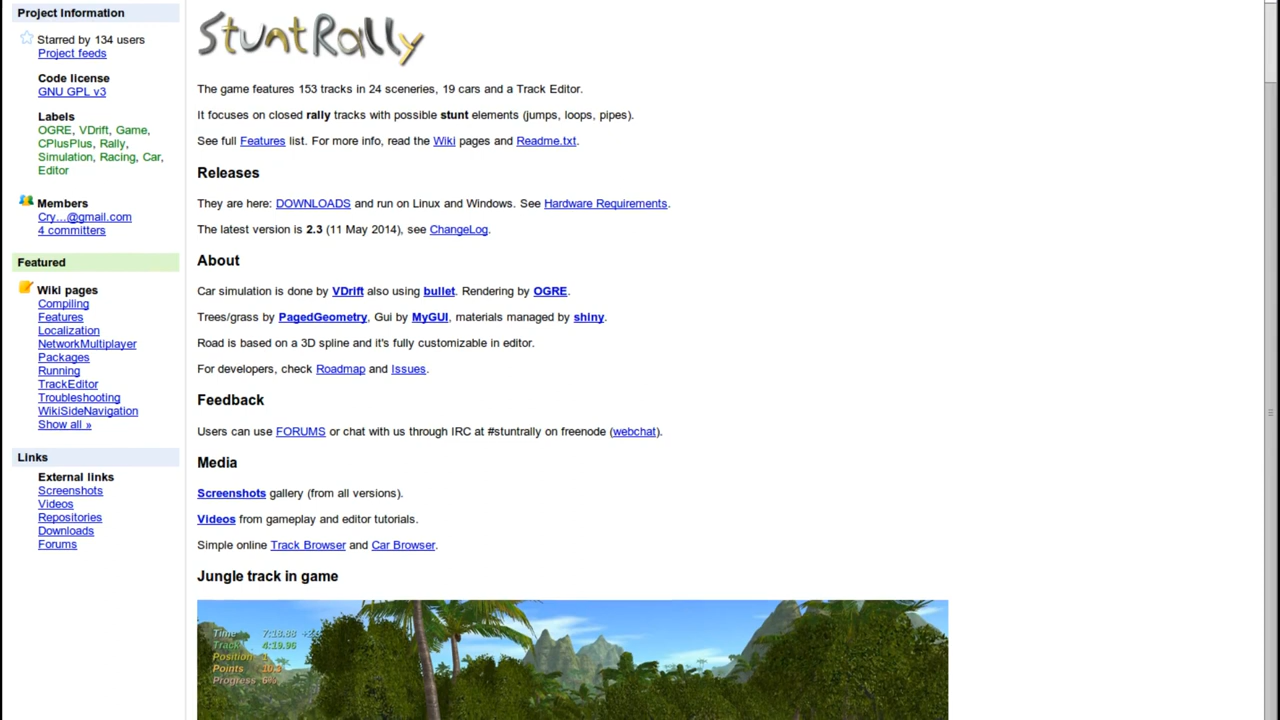 Project Information
Starred by 134 users
Project feeds
Code license
GNU GPL v3
Labels
OGRE, VDrift, Game,
CPlusPlus, Rally,
Simulation, Racing, Car,
Editor
Members
Cry...@gmail.com
4 committers
Featured
Wiki pages
Compiling
Features
Localization
NetworkMultiplayer
Packages
Running
TrackEditor
Troubleshooting
WikiSideNavigation
Show all »
Links
External links
Screenshots
Videos
Repositories
Downloads
Forums
StuntRally
The game features 153 tracks in 24 sceneries, 19 cars and a Track Editor.
It focuses on closed rally tracks with possible stunt elements (jumps, loops, pipes).
See full Features list. For more info, read the Wiki pages and Readme.txt.
Releases
They are here: DOWNLOADS and run on Linux and Windows. See Hardware Requirements.
The latest version is 2.3 (11 May 2014), see ChangeLog.
About
Car simulation is done by VDrift also using bullet. Rendering by OGRE.
Trees/grass by PagedGeometry, Gui by MyGUI, materials managed by shiny.
Road is based on a 3D spline and it's fully customizable in editor.
For developers, check Roadmap and Issues.
Feedback
Users can use FORUMS or chat with us through IRC at #stuntrally on freenode (webchat).
Media
Screenshots gallery (from all versions).
Videos from gameplay and editor tutorials.
Simple online Track Browser and Car Browser.
Jungle track in game
Time 7:18.88
Track 4:19.96
Position 1
Points
Progress 6%